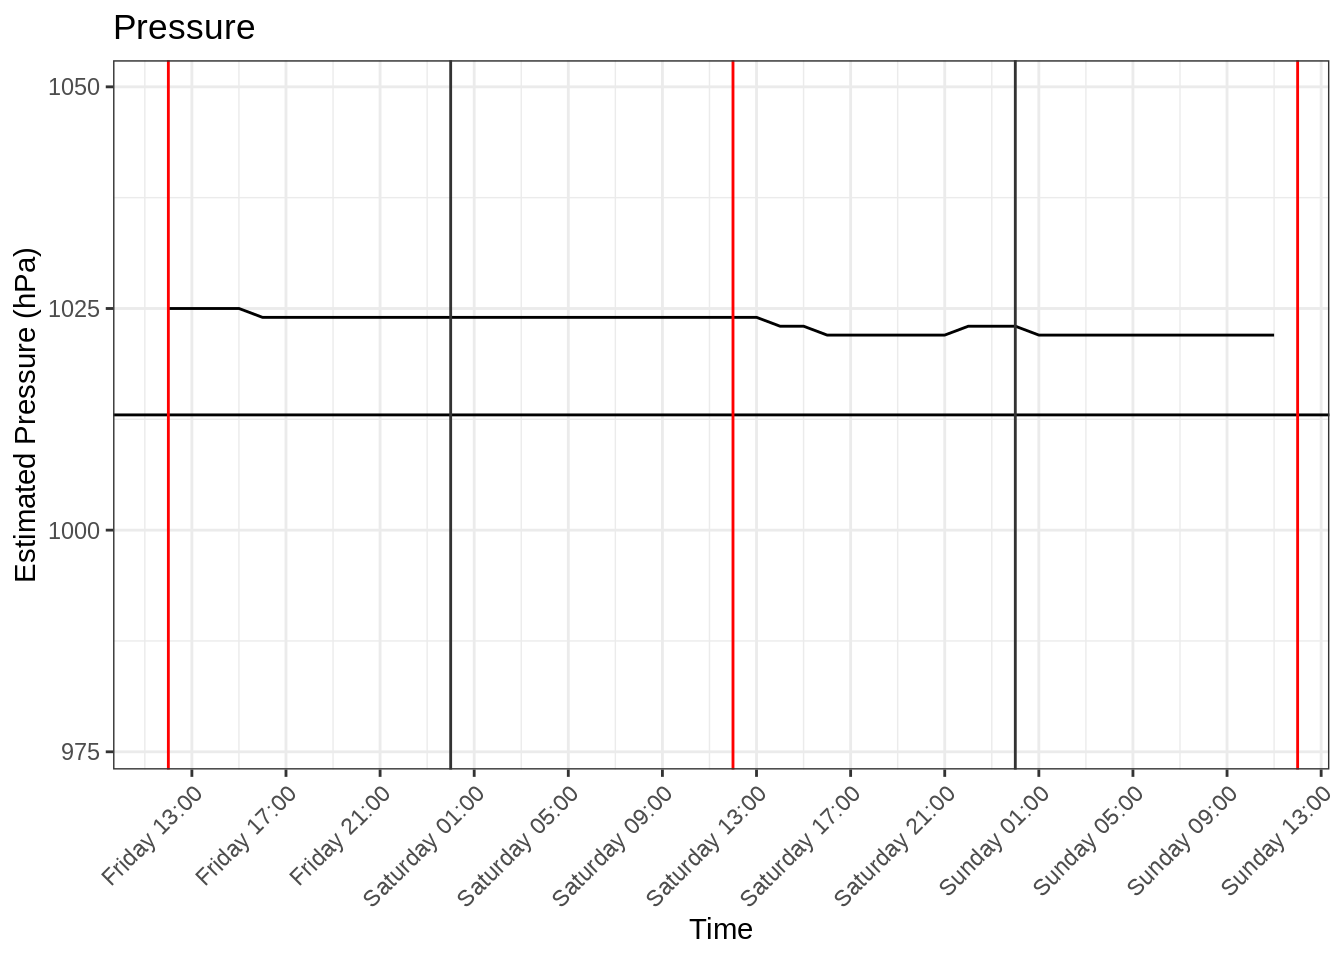 Pressure
Estimated Pressure (hPa)
1050
1025
1000
975
Friday 13:00
Friday 17:00
Friday 21:00
Saturday 01:00
Saturday 05:00
Saturday 09:00
Saturday 13:00
Saturday 17:00
Saturday 21:00
Sunday 01:00
Sunday 05:00
Sunday 09:00
Sunday 13:00
Time